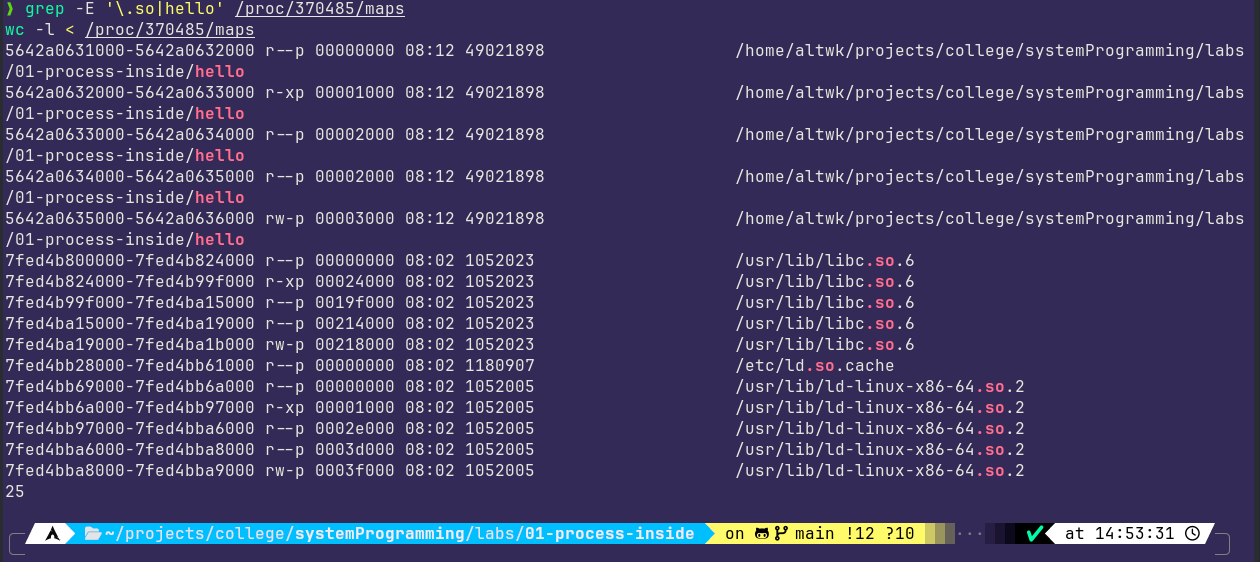 ❱ grep -E '\.so|hello' /proc/370485/maps
wc -l < /proc/370485/maps
5642a0631000-5642a0632000 r--p 00000000 08:12 49021898                   /home/altwk/projects/college/systemProgramming/labs
/01-process-inside/hello
5642a0632000-5642a0633000 r-xp 00001000 08:12 49021898                   /home/altwk/projects/college/systemProgramming/labs
/01-process-inside/hello
5642a0633000-5642a0634000 r--p 00002000 08:12 49021898                   /home/altwk/projects/college/systemProgramming/labs
/01-process-inside/hello
5642a0634000-5642a0635000 r--p 00002000 08:12 49021898                   /home/altwk/projects/college/systemProgramming/labs
/01-process-inside/hello
5642a0635000-5642a0636000 rw-p 00003000 08:12 49021898                   /home/altwk/projects/college/systemProgramming/labs
/01-process-inside/hello
7fed4b800000-7fed4b824000 r--p 00000000 08:02 1052023                    /usr/lib/libc.so.6
7fed4b824000-7fed4b99f000 r-xp 00024000 08:02 1052023                    /usr/lib/libc.so.6
7fed4b99f000-7fed4ba15000 r--p 0019f000 08:02 1052023                    /usr/lib/libc.so.6
7fed4ba15000-7fed4ba19000 r--p 00214000 08:02 1052023                    /usr/lib/libc.so.6
7fed4ba19000-7fed4ba1b000 rw-p 00218000 08:02 1052023                    /usr/lib/libc.so.6
7fed4bb28000-7fed4bb61000 r--p 00000000 08:02 1180907                    /etc/ld.so.cache
7fed4bb69000-7fed4bb6a000 r--p 00000000 08:02 1052005                    /usr/lib/ld-linux-x86-64.so.2
7fed4bb6a000-7fed4bb97000 r-xp 00001000 08:02 1052005                    /usr/lib/ld-linux-x86-64.so.2
7fed4bb97000-7fed4bba6000 r--p 0002e000 08:02 1052005                    /usr/lib/ld-linux-x86-64.so.2
7fed4bba6000-7fed4bba8000 r--p 0003d000 08:02 1052005                    /usr/lib/ld-linux-x86-64.so.2
7fed4bba8000-7fed4bba9000 rw-p 0003f000 08:02 1052005                    /usr/lib/ld-linux-x86-64.so.2
25
~/projects/college/systemProgramming/labs/01-process-inside on main !12 ?10 ··· ✔ at 14:53:31